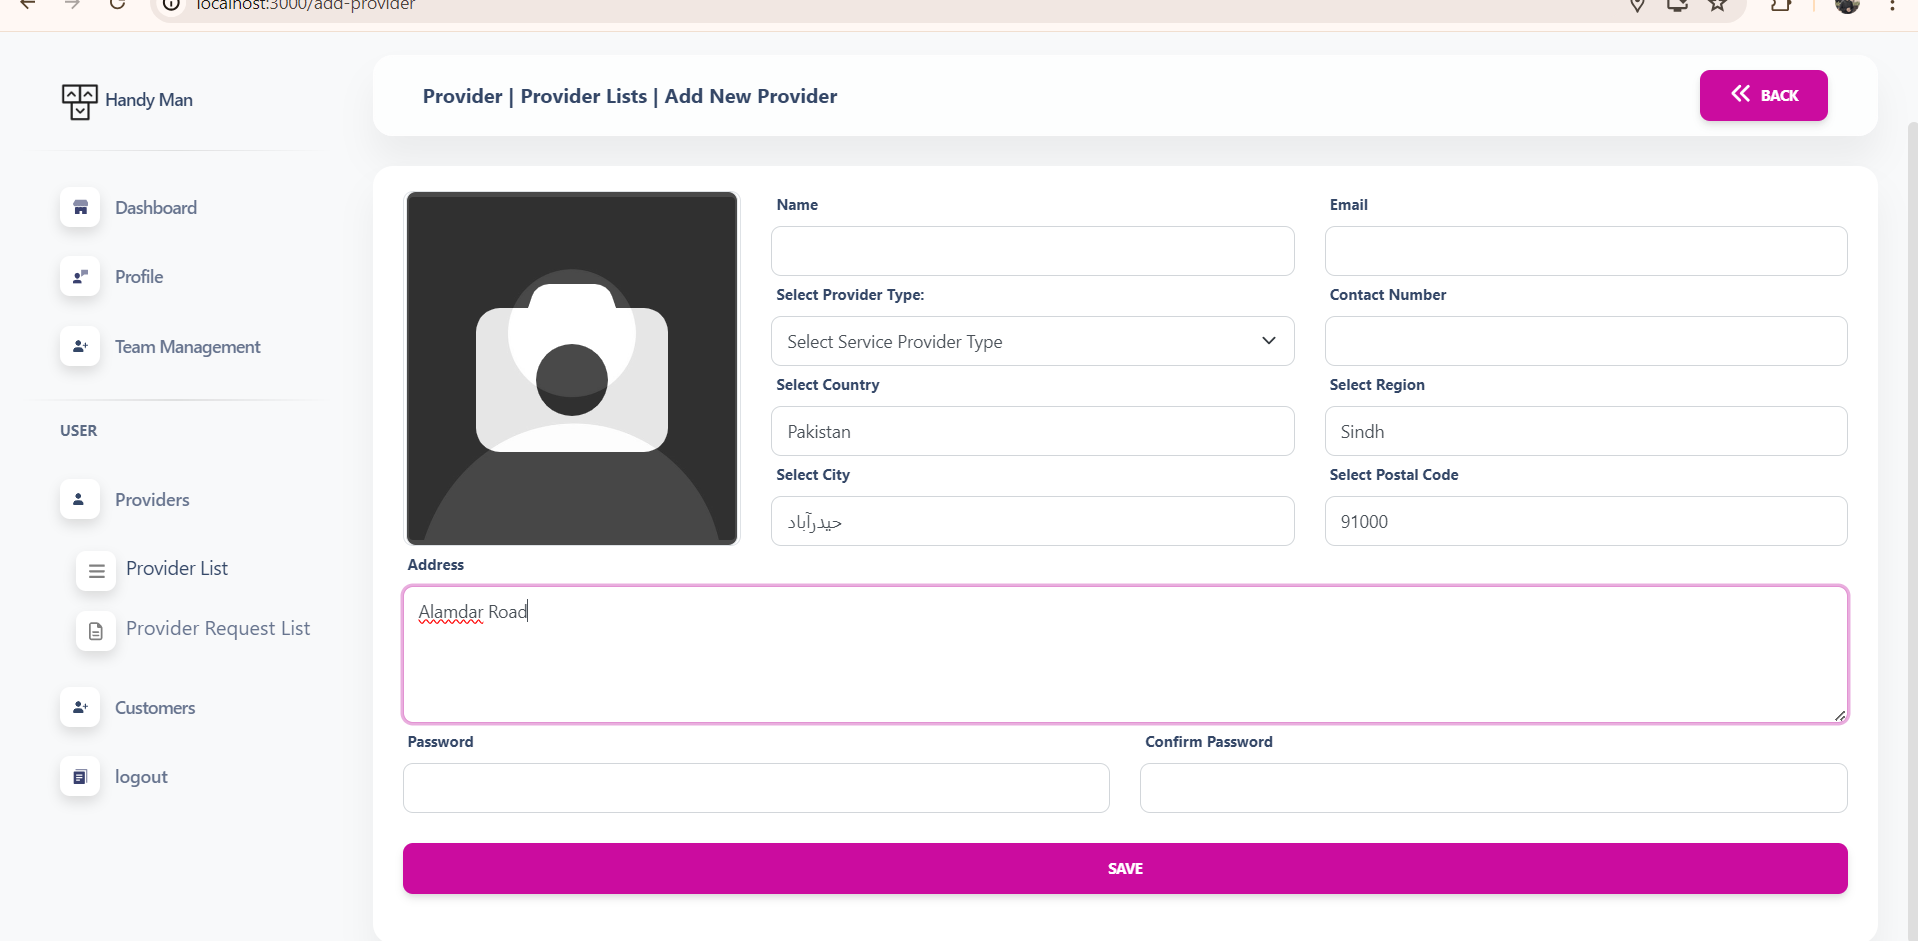 localhost:3000/add-provider
Handy Man
Provider | Provider Lists | Add New Provider
BACK
Dashboard
Profile
Team Management
USER
Providers
Provider List
Provider Request List
Customers
logout
Name
Email
Select Provider Type:
Contact Number
Select Service Provider Type
Select Country
Select Region
Pakistan
Sindh
Select City
Select Postal Code
حیدرآباد
91000
Address
Alamdar Road
Password
Confirm Password
SAVE